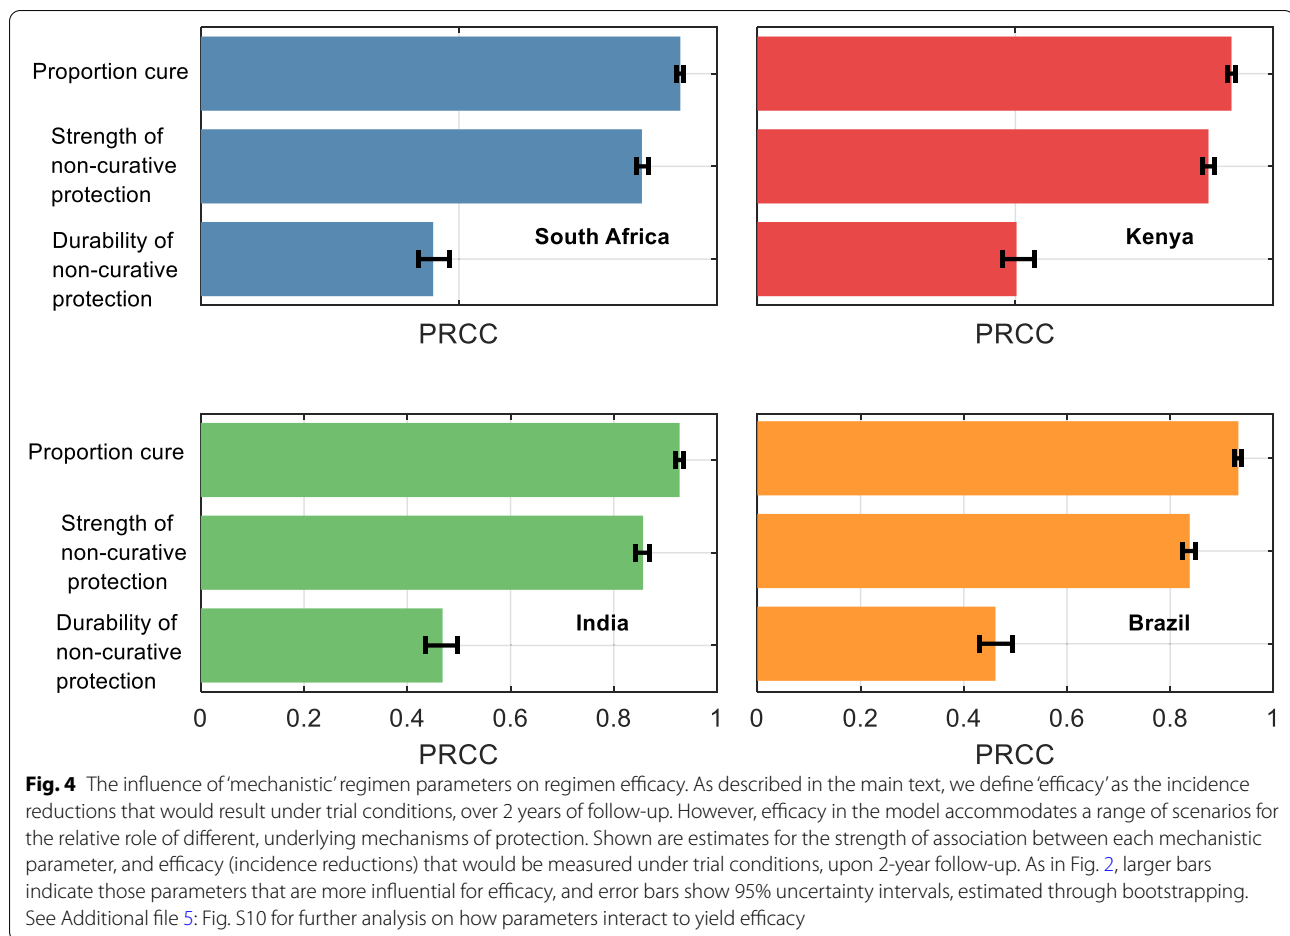 Proportion cure
Strength of
non-curative
protection
Durability of
non-curative
protection
South Africa
PRCC
Kenya
PRCC
Proportion cure
Strength of
non-curative
protection
Durability of
non-curative
protection
India
0 0.2 0.4 0.6 0.8 1
PRCC
Brazil
0 0.2 0.4 0.6 0.8 1
PRCC
Fig. 4 The influence of ‘mechanistic’ regimen parameters on regimen efficacy. As described in the main text, we define ‘efficacy’ as the incidence
reductions that would result under trial conditions, over 2 years of follow-up. However, efficacy in the model accommodates a range of scenarios for
the relative role of different, underlying mechanisms of protection. Shown are estimates for the strength of association between each mechanistic
parameter, and efficacy (incidence reductions) that would be measured under trial conditions, upon 2-year follow-up. As in Fig. 2, larger bars
indicate those parameters that are more influential for efficacy, and error bars show 95% uncertainty intervals, estimated through bootstrapping.
See Additional file 5: Fig. S10 for further analysis on how parameters interact to yield efficacy